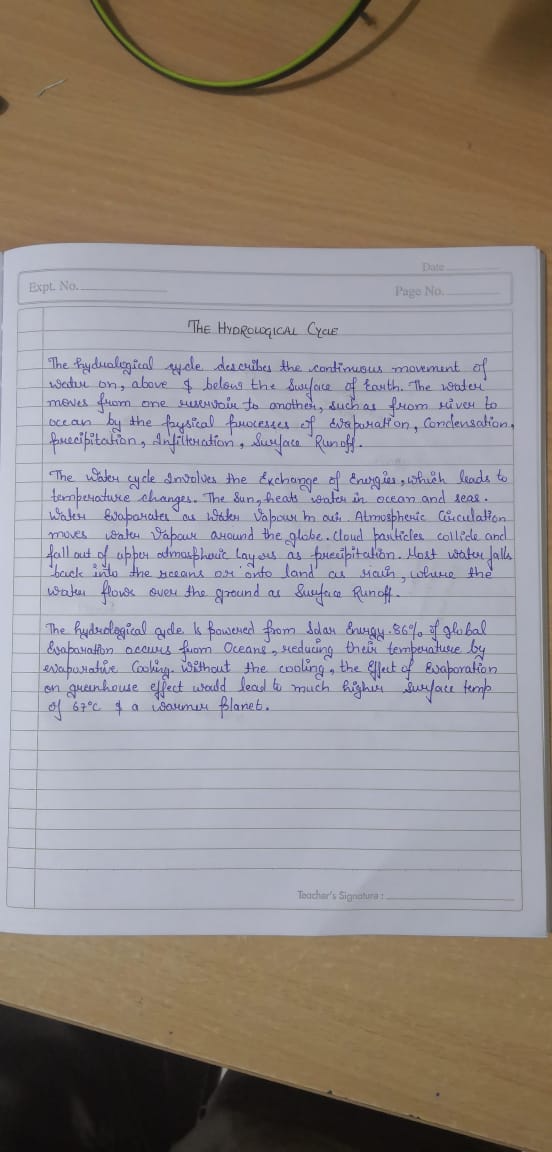 Date
Expt. No.
Page No.
THE HYDROLOGICAL CYCLE
The hydrological cycle describes the continuous movement of
water on, above & below the Surface of Earth. The water
moves from one reservoir to another, such as from river to
ocean by the physical processes of Evaporation, Condensation,
precipitation, Infilteration, Surface Runoff.
The Water cycle Involves the Exchange of Energies, which leads to
temperature changes. The Sun, heats water in ocean and seas.
Water Evaporates as Water Vapour in air. Atmospheric Circulation
moves water Vapour around the globe. Cloud particles collide and
fall out of upper atmospheric layers as precipitation. Most water falls
back into the oceans or onto land as rain, where the
water flows over the ground as Surface Runoff.
The hydrological cycle Is powered from Solar Energy. 86% of global
Evaporation occurs from Oceans, reducing their temperature by
evaporative Cooling. Without the cooling, the Effect of Evaporation
on greenhouse effect would lead to much higher Surface temp
of 67°C & a Warmer Planet.
Teacher's Signature :